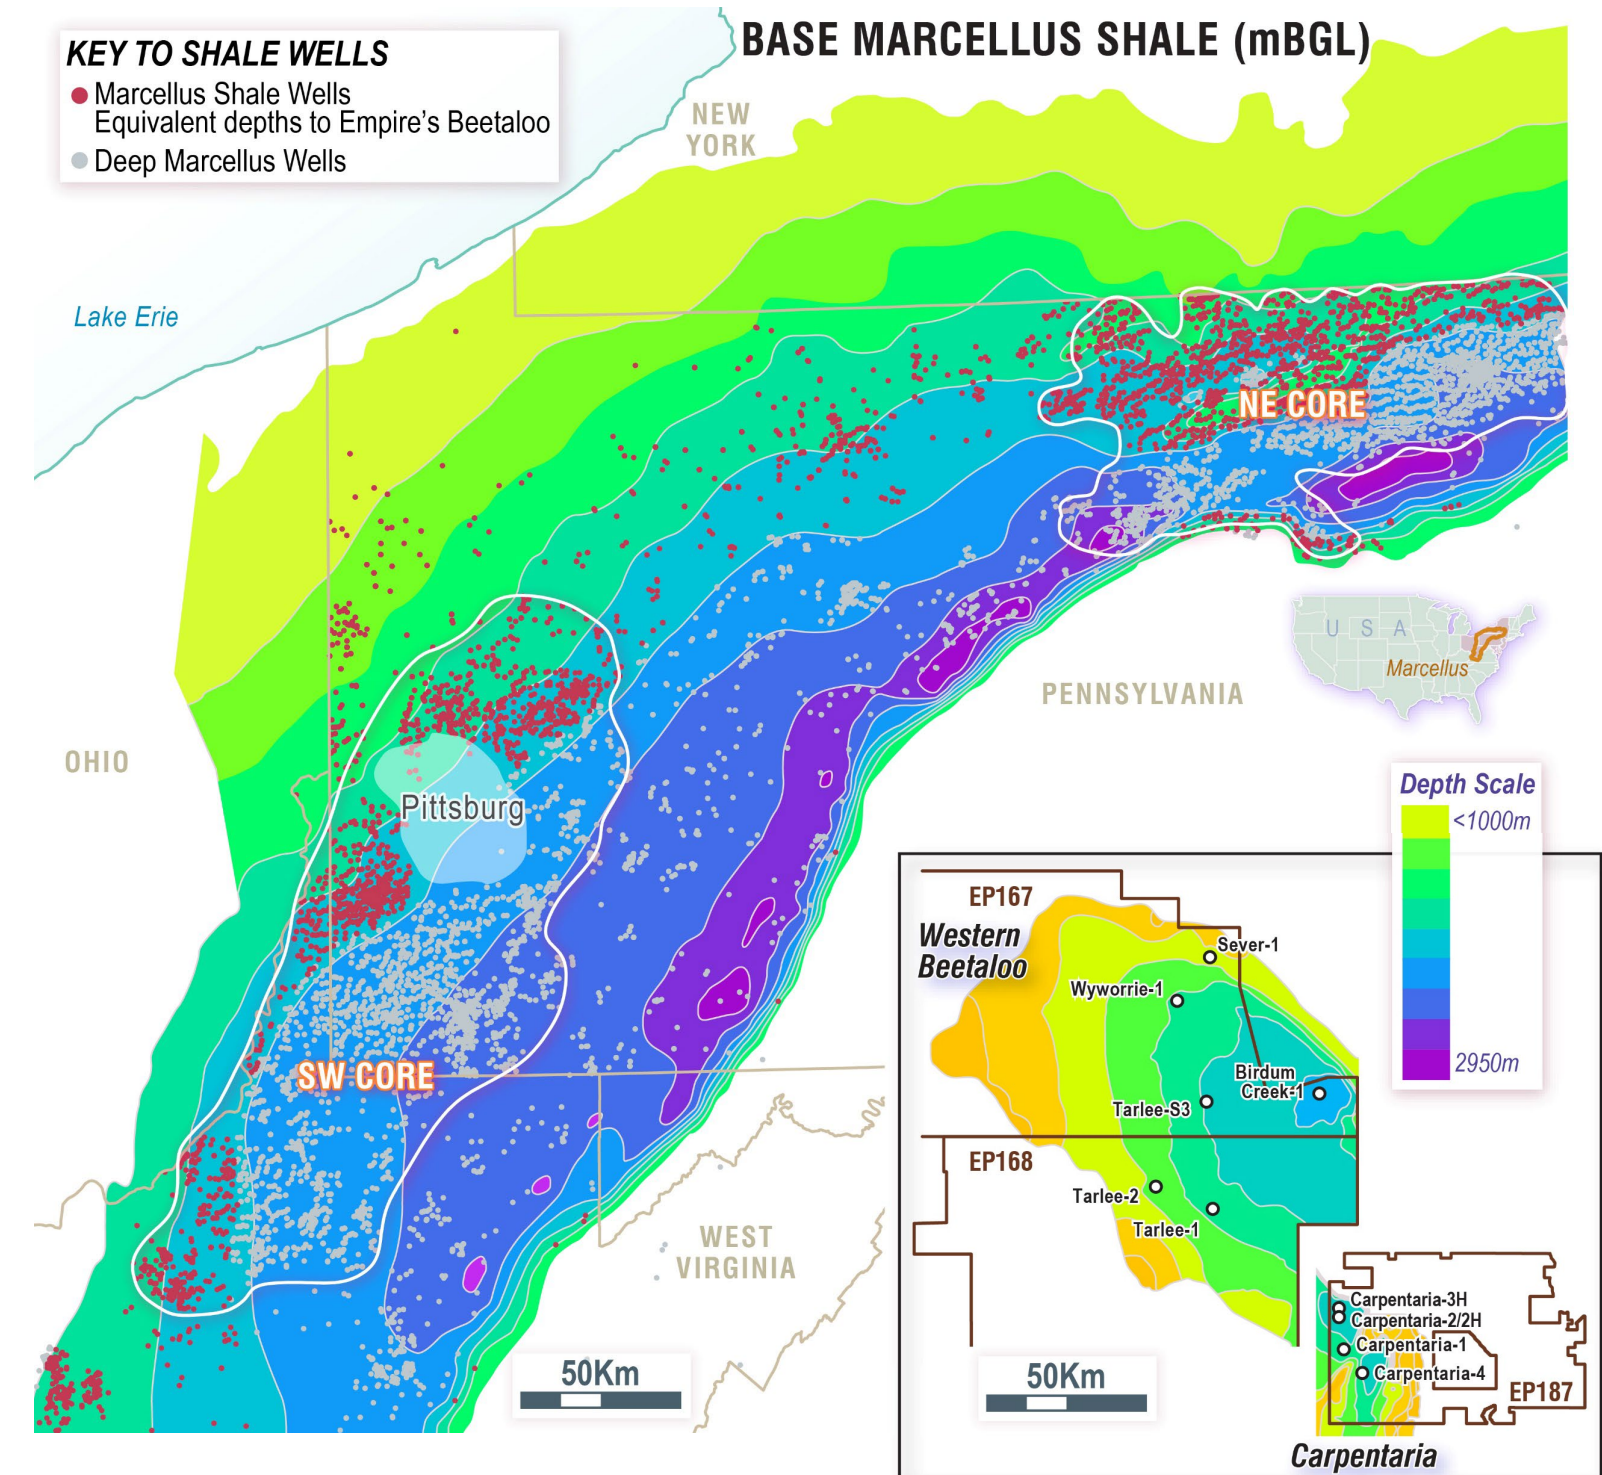 BASE MARCELLUS SHALE (mBGL)
KEY TO SHALE WELLS
Marcellus Shale Wells
Equivalent depths to Empire's Beetaloo
Deep Marcellus Wells
NEW
YORK
Lake Erie
NE CORE
U S A
Marcellus
PENNSYLVANIA
OHIO
Pittsburg
Depth Scale
<1000m
2950m
SW CORE
WEST
VIRGINIA
50Km
EP167
Western
Beetaloo
Sever-1
Wyworrie-1
Birdum
Creek-1
Tarlee-S3
EP168
Tarlee-2
Tarlee-1
50Km
Carpentaria-3H
Carpentaria-2/2H
Carpentaria-1
Carpentaria-4
EP187
Carpentaria